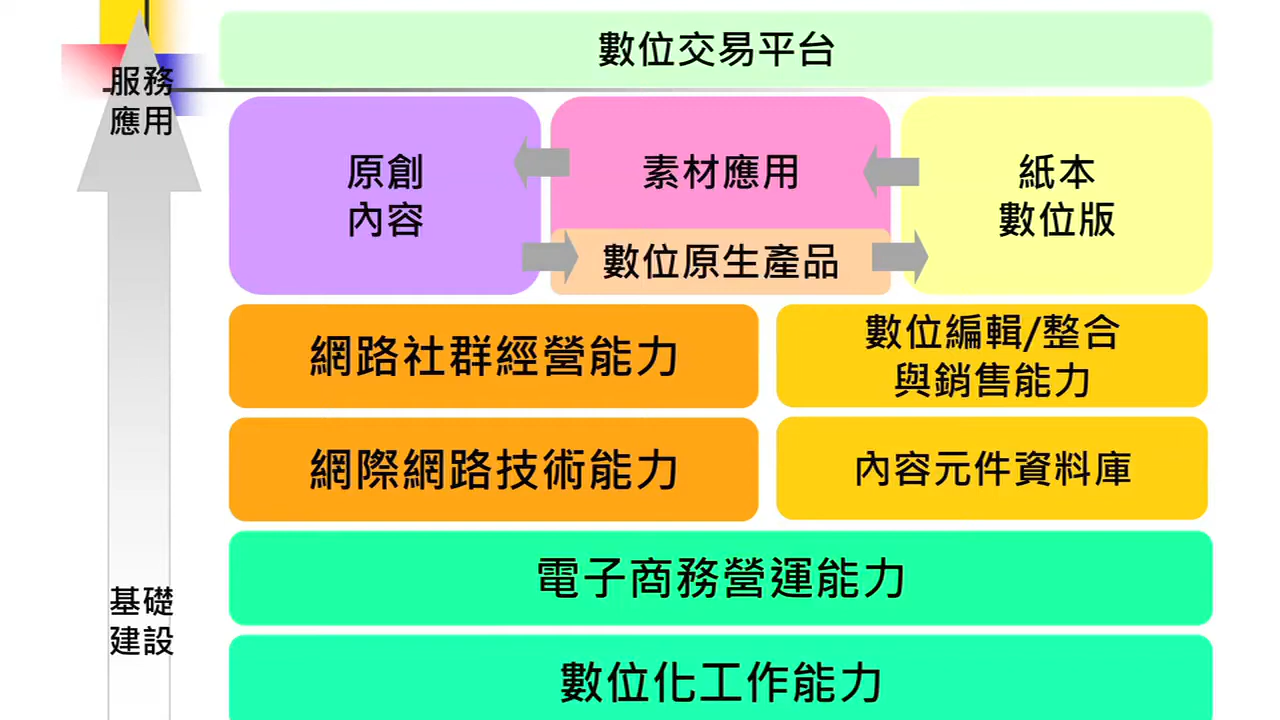 數位交易平台
服務
應用
原創
內容
素材應用
紙本
數位版
數位原生產品
網路社群經營能力
數位編輯/整合
與銷售能力
網際網路技術能力
內容元件資料庫
電子商務營運能力
基礎
建設
數位化工作能力